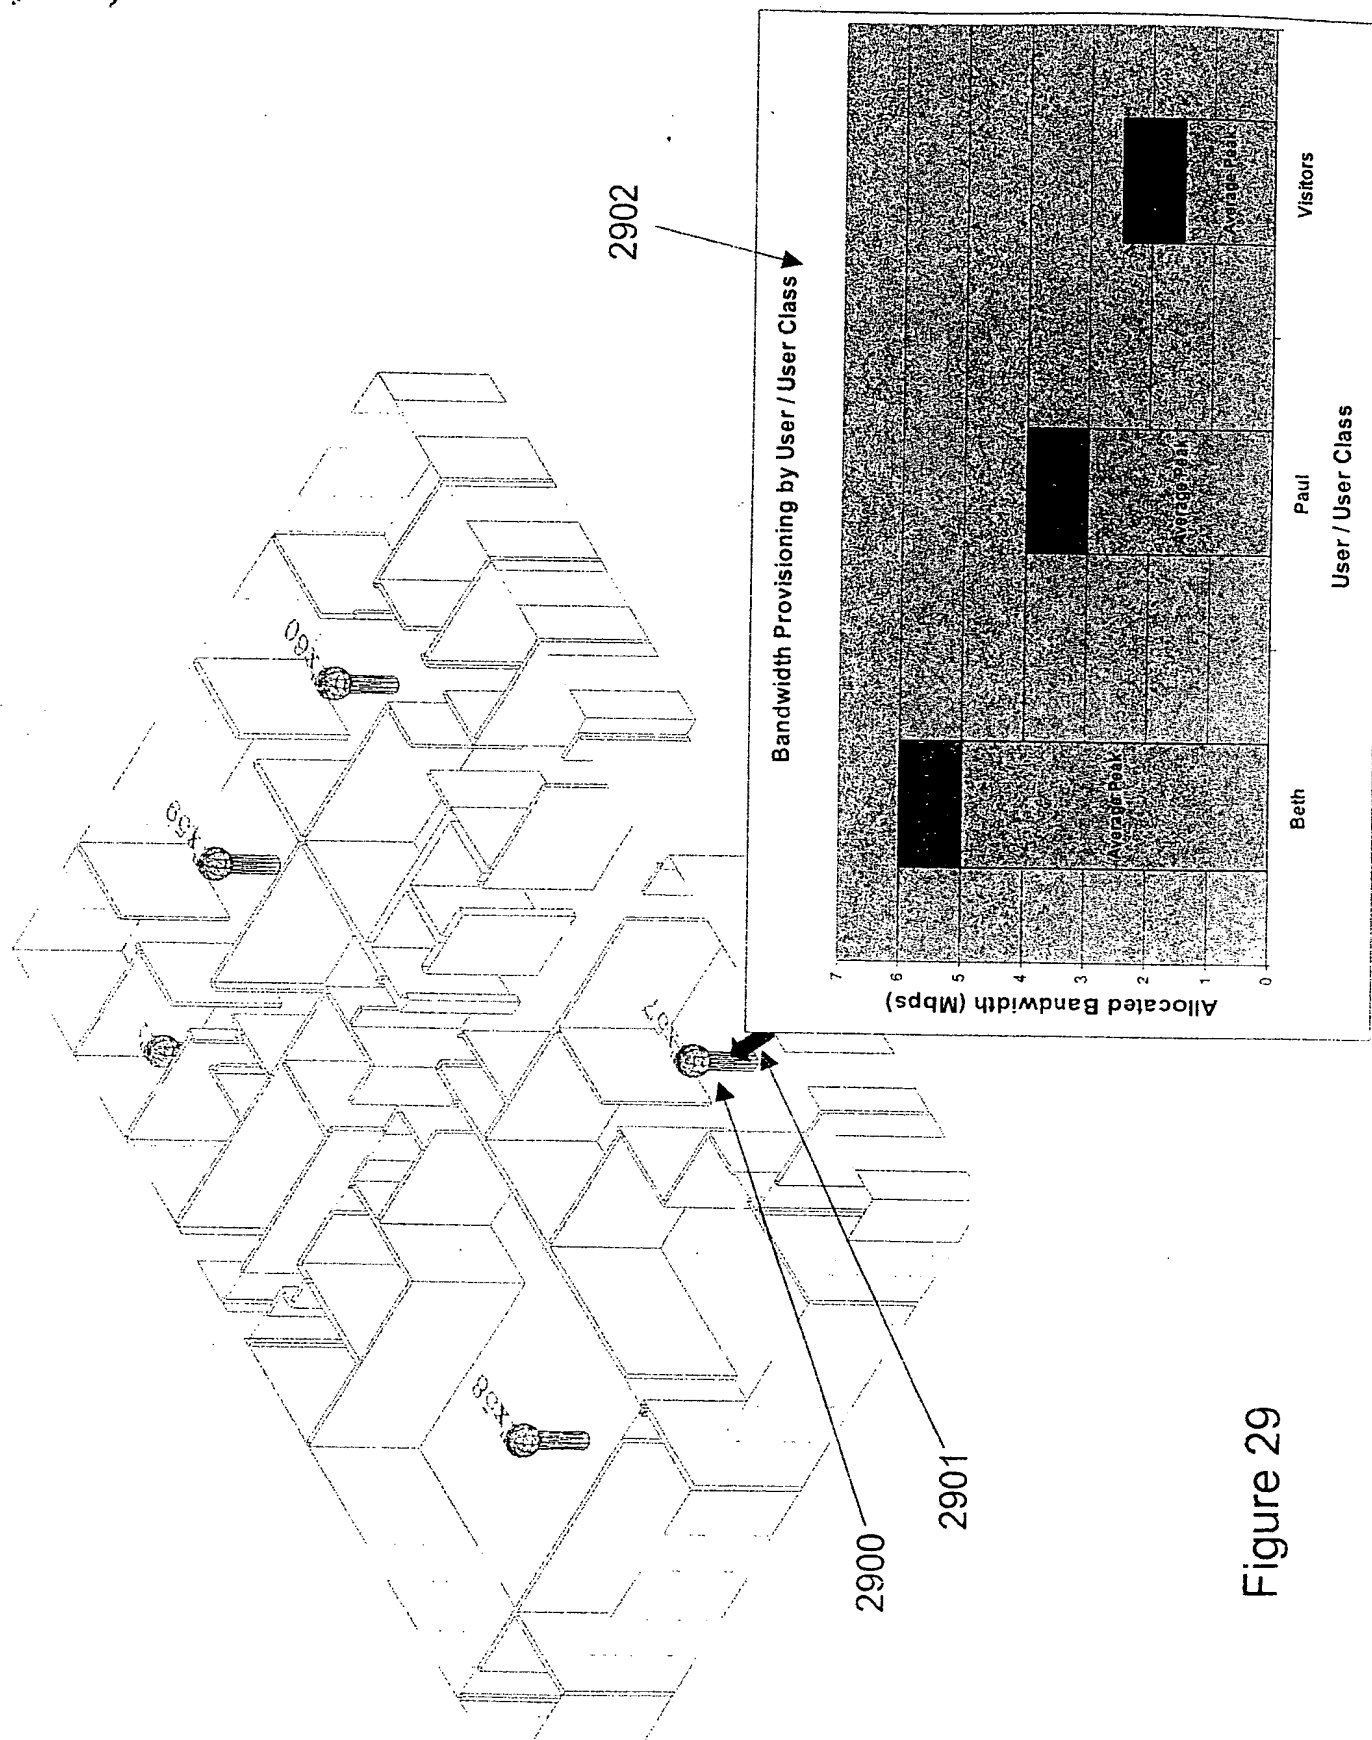 x60
x59
x58
2900
2901
2902
Bandwidth Provisioning by User / User Class
Allocated Bandwidth (Mbps)
7
6
5
4
3
2
1
0
Average Peak
Average Peak
Average Peak
Beth
Paul
Visitors
User / User Class
Figure 29